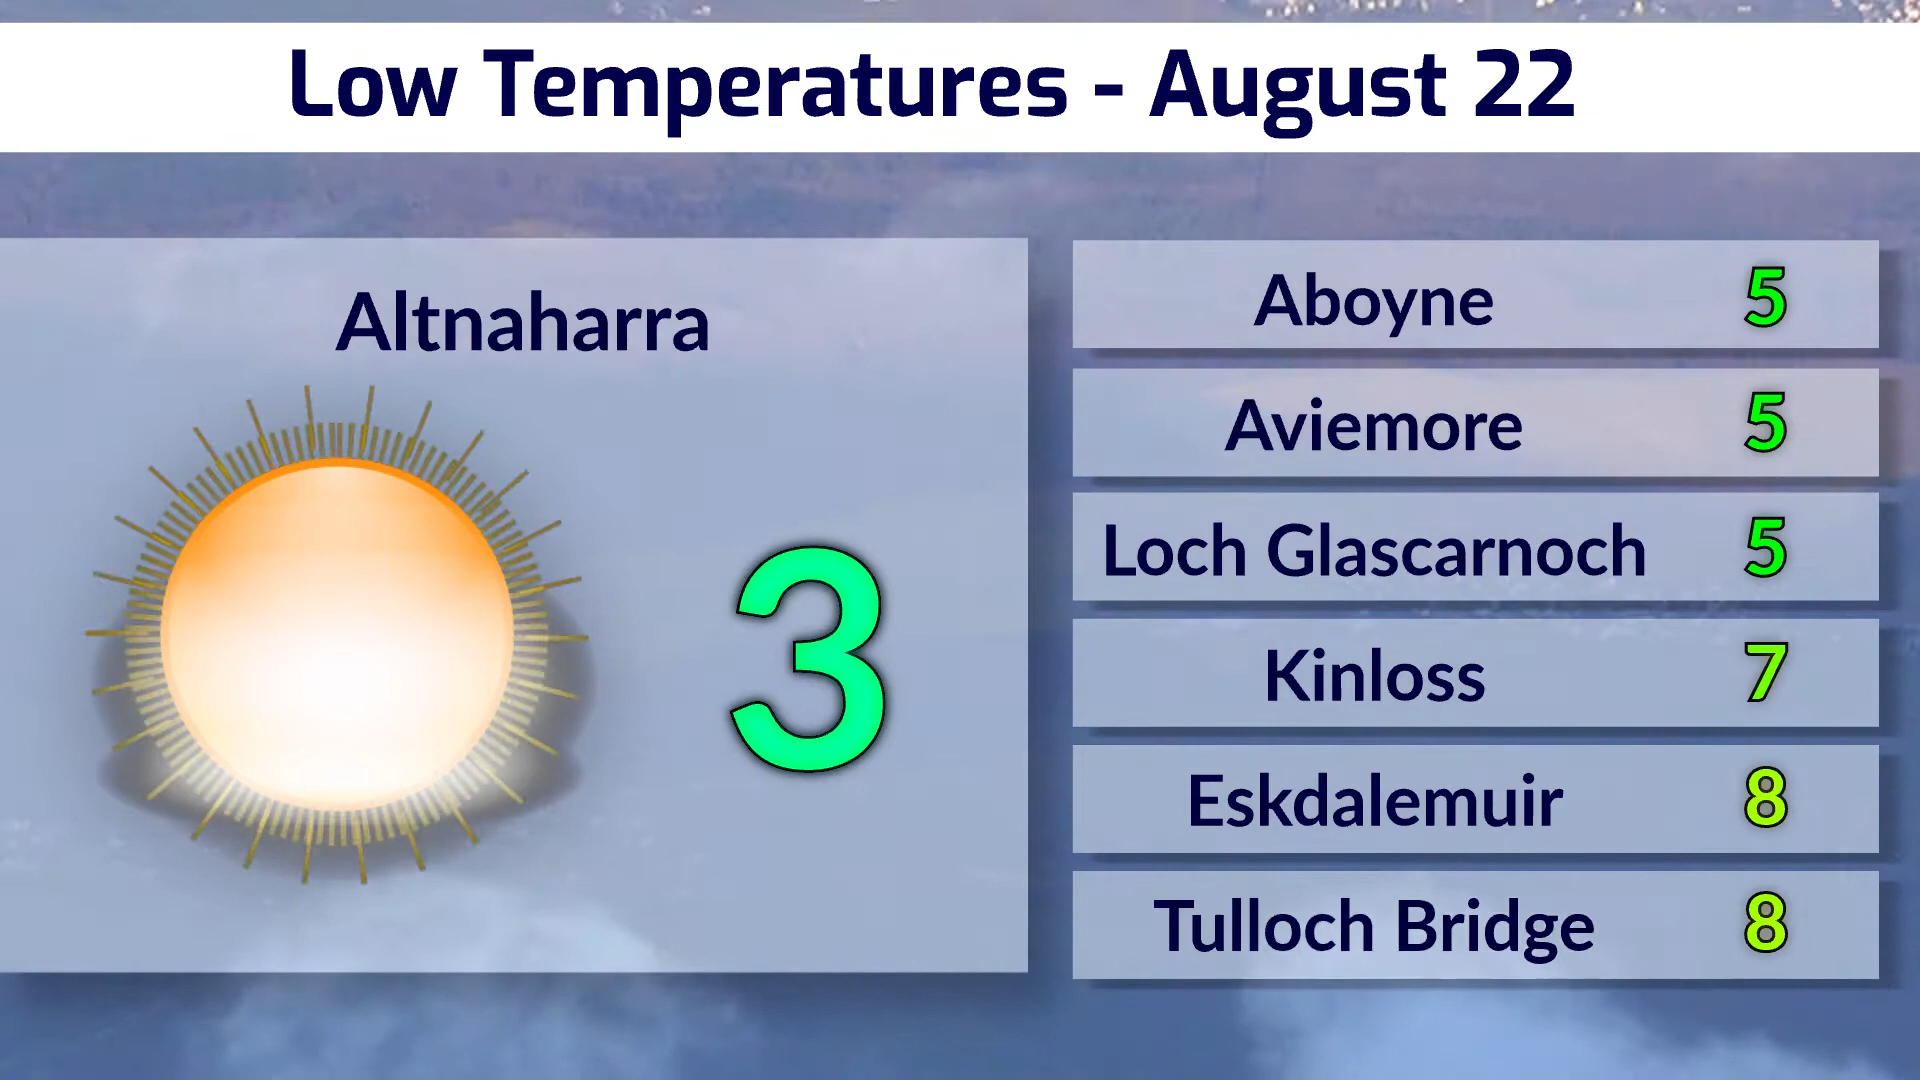 Low Temperatures - August 22
Altnaharra
3
Aboyne 5
Aviemore 5
Loch Glascarnoch 5
Kinloss 7
Eskdalemuir 8
Tulloch Bridge 8